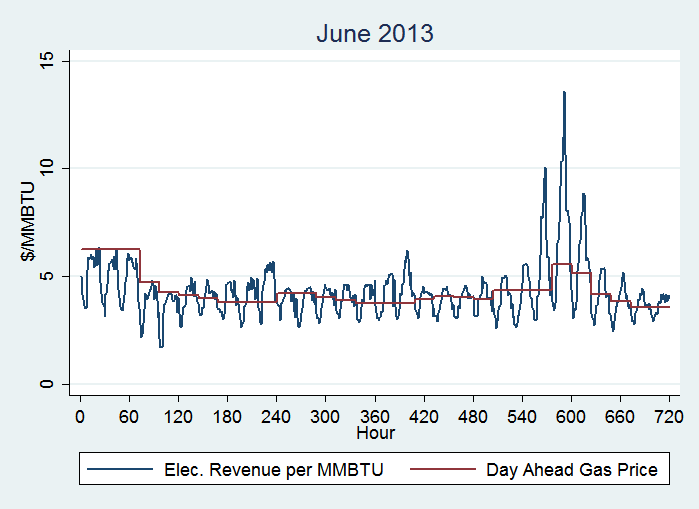 June 2013
15
10
5
0
$/MMBTU
0 60 120 180 240 300 360 420 480 540 600 660 720
Hour
Elec. Revenue per MMBTU Day Ahead Gas Price